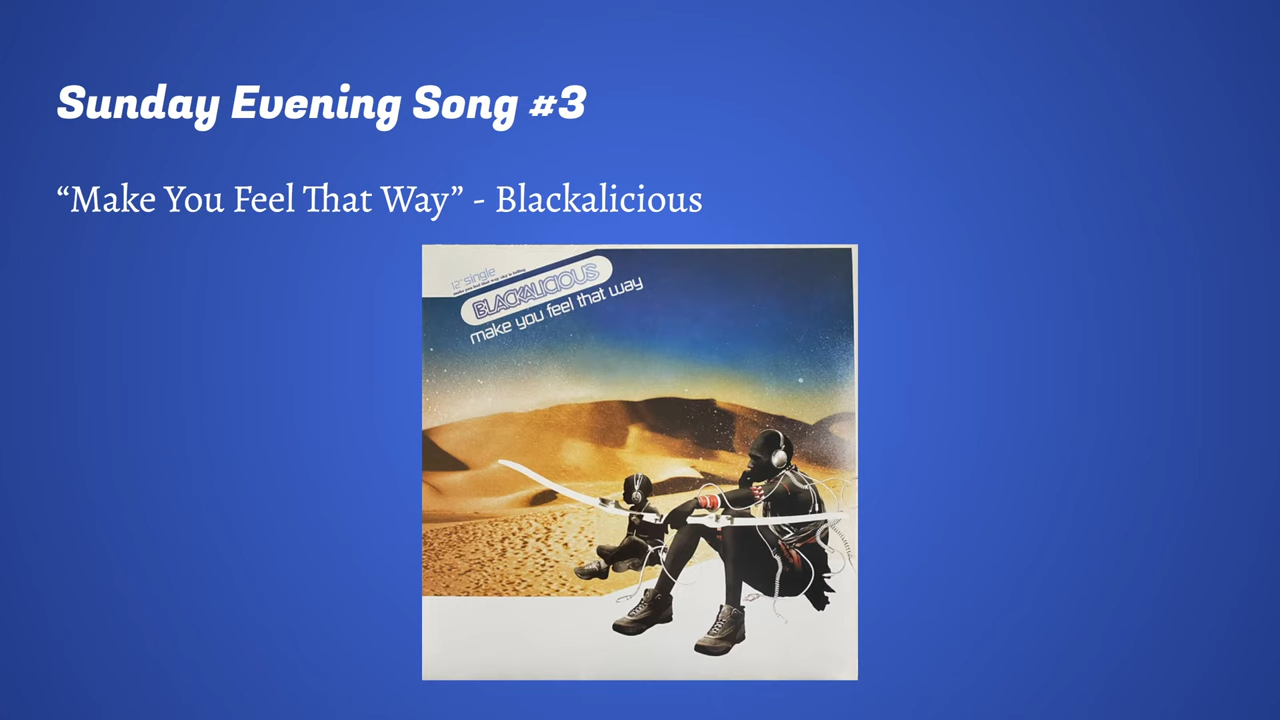 Sunday Evening Song #3
“Make You Feel That Way” - Blackalicious
12" single
BLACKALICIOUS
make you feel that way